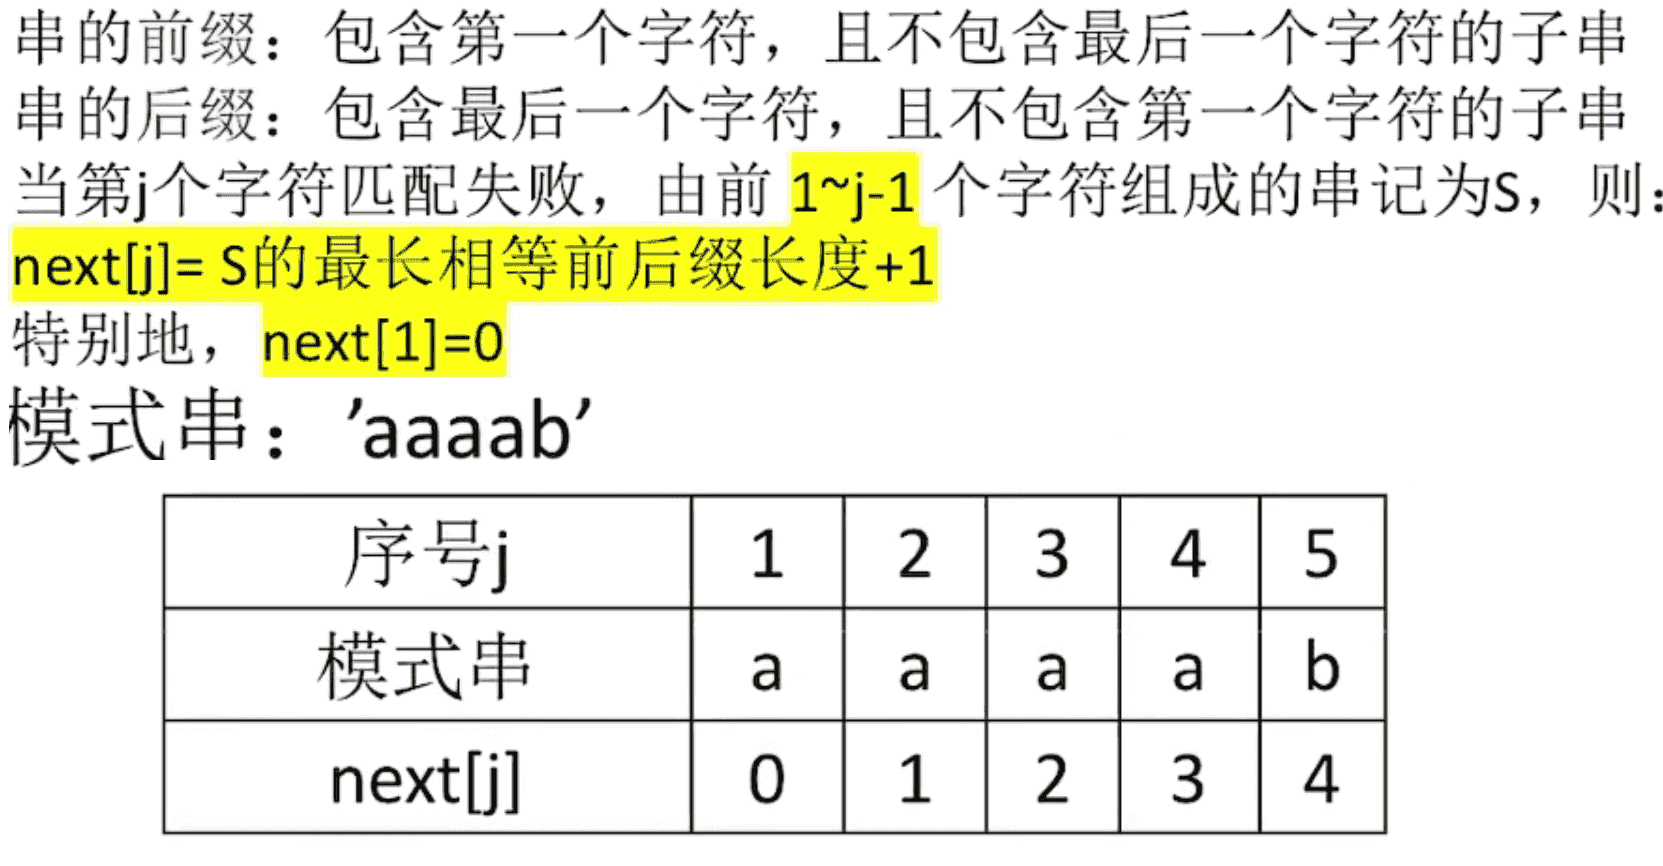 串的前缀：包含第一个字符，且不包含最后一个字符的子串
串的后缀：包含最后一个字符，且不包含第一个字符的子串
当第j个字符匹配失败，由前 1~j-1 个字符组成的串记为S，则：
next[j]= S的最长相等前后缀长度+1
特别地，next[1]=0
模式串：’aaaab’
序号j 1 2 3 4 5
模式串 a a a a b
next[j] 0 1 2 3 4